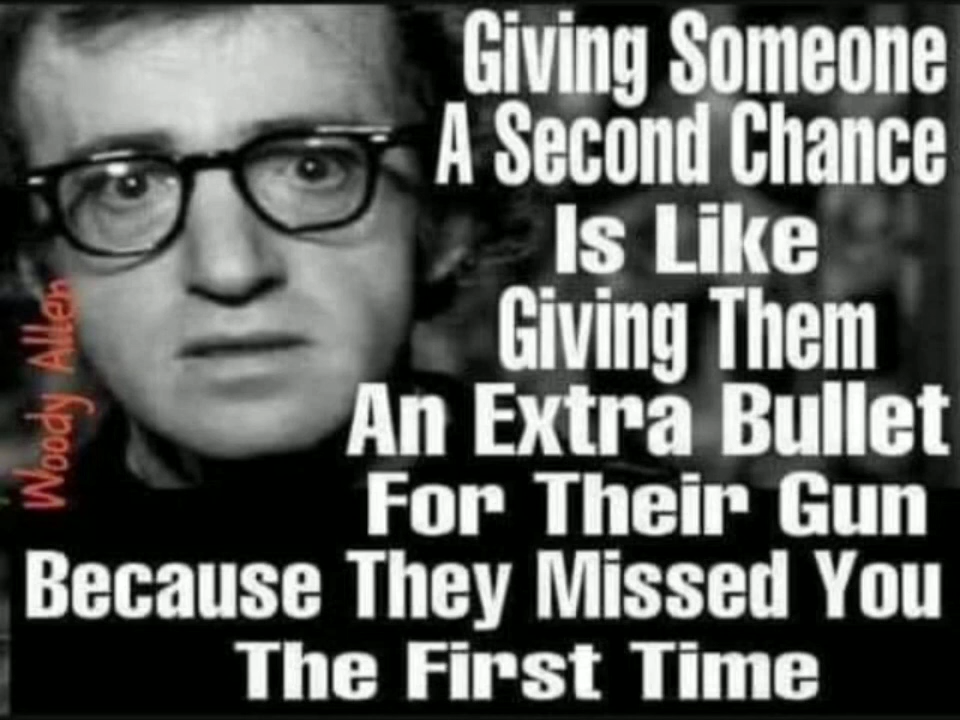 Giving Someone
A Second Chance
Is Like
Giving Them
An Extra Bullet
For Their Gun
Because They Missed You
The First Time
Woody Allen